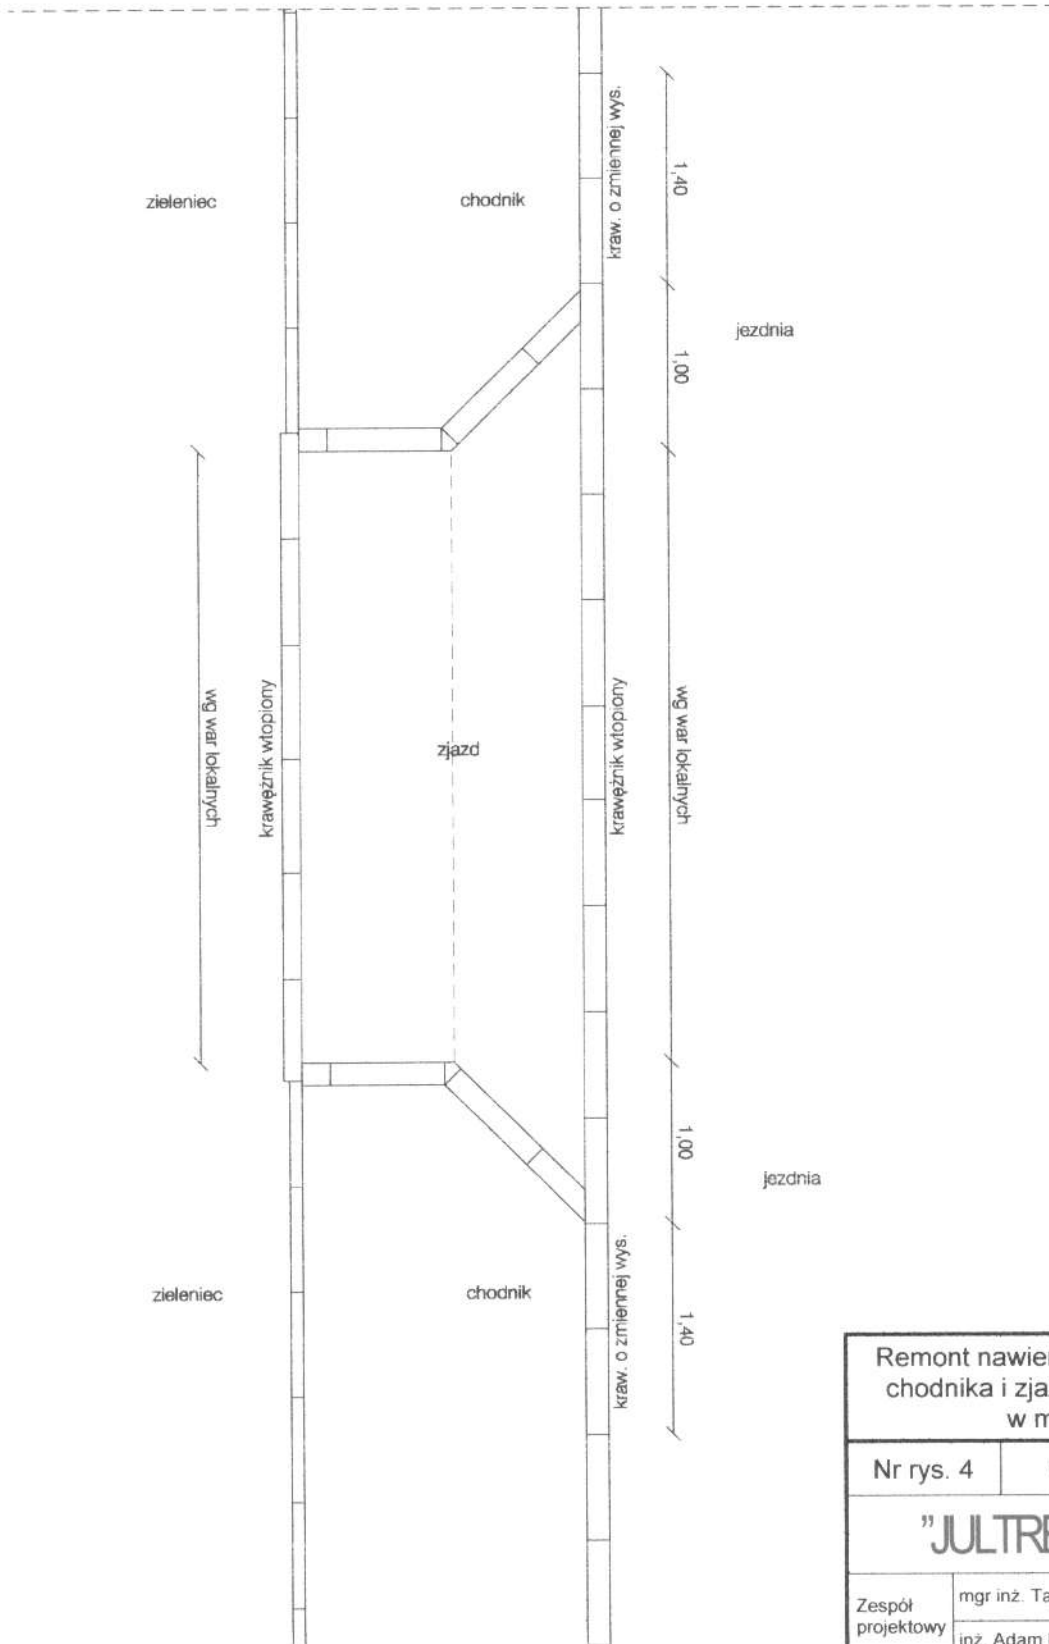 kraw. o zmiennej wys.
1,40
zieleniec
chodnik
jezdnia
1,00
wg war lokalnych
krawężnik wtopiony
zjazd
krawężnik wtopiony
wg war lokalnych
1,00
jezdnia
kraw. o zmiennej wys.
zieleniec
chodnik
1,40
Remont nawie
chodnika i zja
w m
Nr rys. 4
"JULTRE
Zespół
projektowy
mgr inż. Ta
inż. Adam